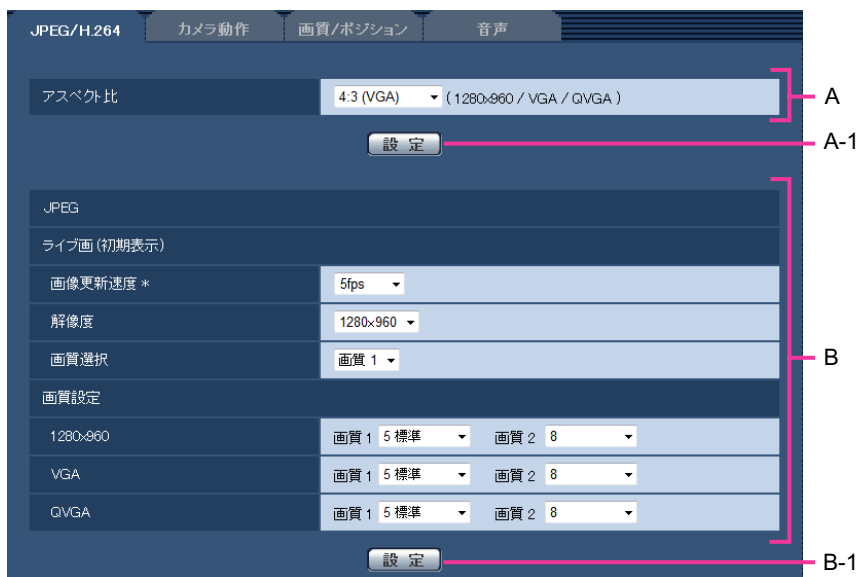 JPEG/H.264 カメラ動作 画質/ポジション 音声
アスペクト比 4:3 (VGA) (1280x960 / VGA / QVGA) A
設定 A-1
JPEG
ライブ画(初期表示)
画像更新速度 * 5fps
解像度 1280x960
画質選択 画質 1 B
画質設定
1280x960 画質 1 5 標準 画質 2 8
VGA 画質 1 5 標準 画質 2 8
QVGA 画質 1 5 標準 画質 2 8
設定 B-1